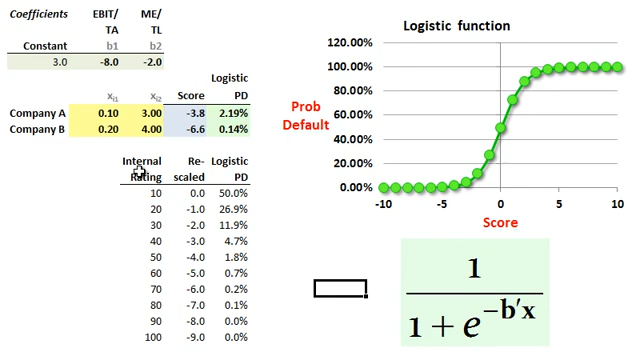 Coefficients EBIT/ ME/
TA TL
Constant b1 b2
3.0 -8.0 -2.0
Logistic
xi1 xi2 Score PD
Company A 0.10 3.00 -3.8 2.19%
Company B 0.20 4.00 -6.6 0.14%
Internal Re- Logistic
Rating scaled PD
10 0.0 50.0%
20 -1.0 26.9%
30 -2.0 11.9%
40 -3.0 4.7%
50 -4.0 1.8%
60 -5.0 0.7%
70 -6.0 0.2%
80 -7.0 0.1%
90 -8.0 0.0%
100 -9.0 0.0%
Logistic function
120.00%
100.00%
80.00%
60.00%
40.00%
20.00%
0.00%
Prob
Default
-10 -5 0 5 10
Score
1
1 + e^−b′x